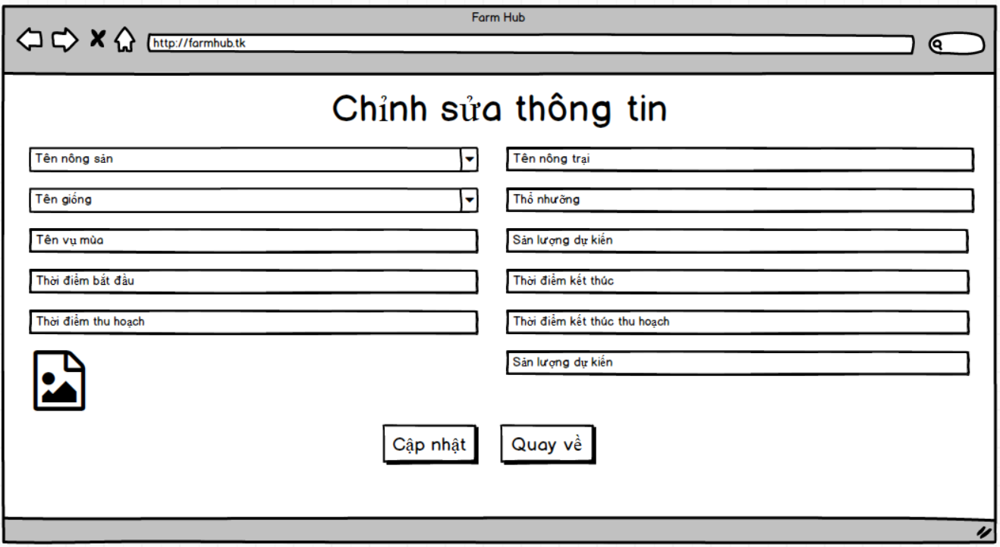 Farm Hub
http://farmhub.tk
Chỉnh sửa thông tin
Tên nông sản
Tên nông trại
Tên giống
Thổ nhưỡng
Tên vụ mùa
Sản lượng dự kiến
Thời điểm bắt đầu
Thời điểm kết thúc
Thời điểm thu hoạch
Thời điểm kết thúc thu hoạch
Sản lượng dự kiến
Cập nhật
Quay về